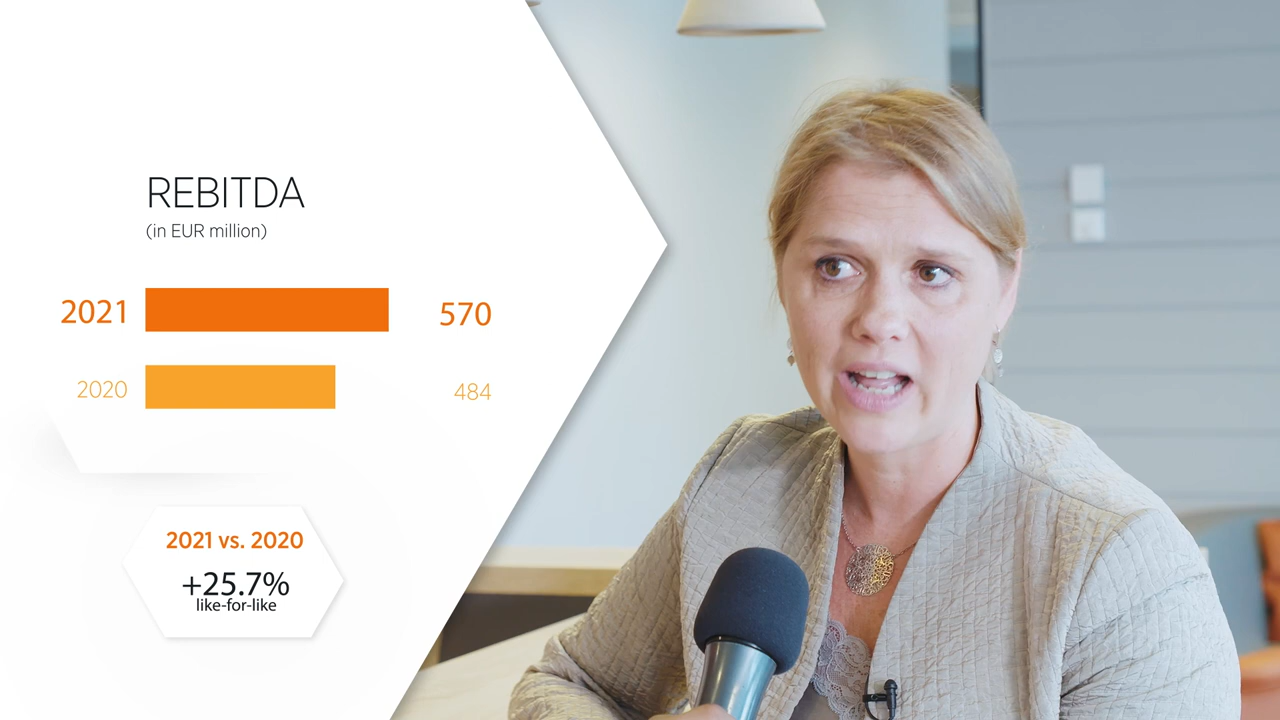 REBITDA
(in EUR million)
2021 570
2020 484
2021 vs. 2020
+25.7%
like-for-like